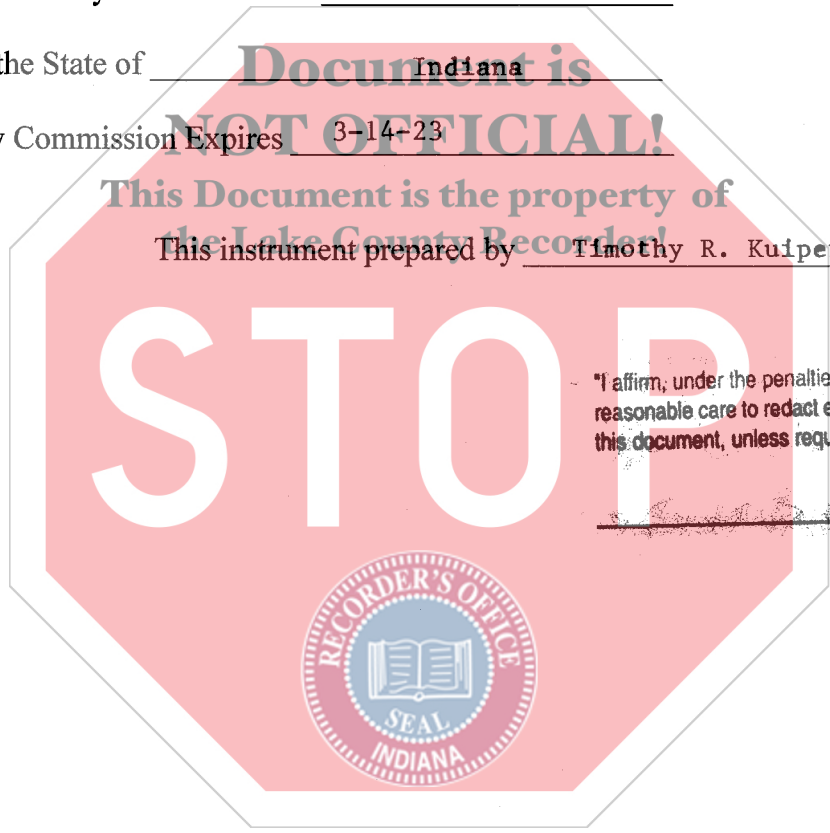 the State of Indiana
Document is
Commission Expires 3-14-23
NOT OFFICIAL!
This Document is the property of
the Lake County Recorder!
This instrument prepared by Timothy R. Kuipe
STOP
"I affirm, under the penaltie
reasonable care to redact e
this document, unless requ
RECORDER'S OFFICE
SEAL
INDIANA